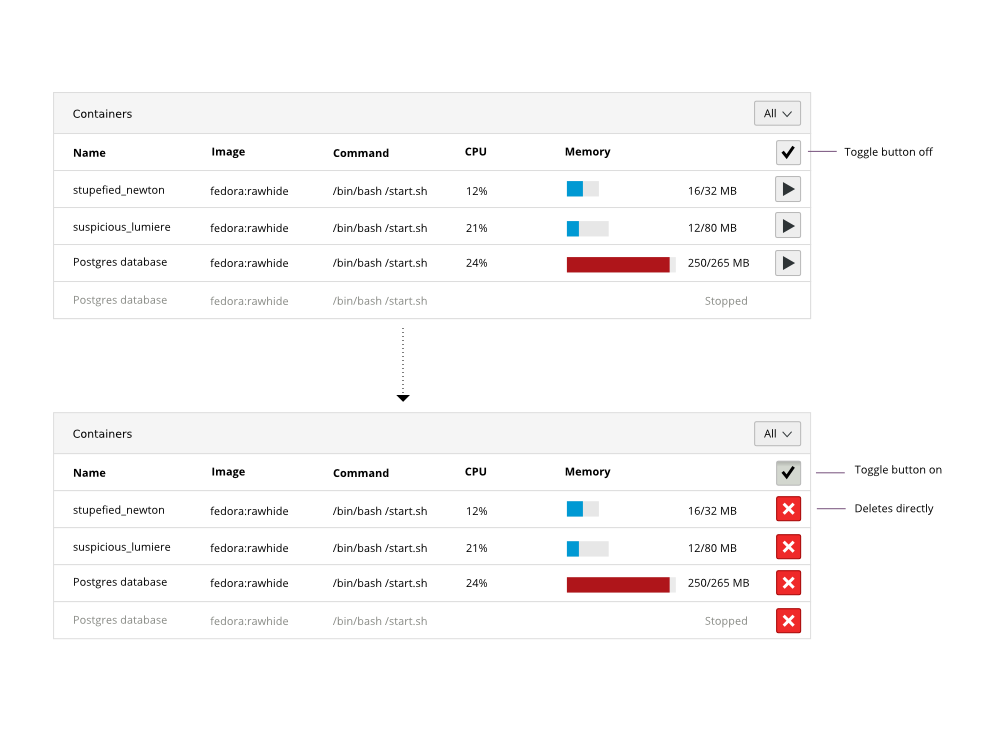 Containers All
Name Image Command CPU Memory Toggle button off
stupefied_newton fedora:rawhide /bin/bash /start.sh 12% 16/32 MB
suspicious_lumiere fedora:rawhide /bin/bash /start.sh 21% 12/80 MB
Postgres database fedora:rawhide /bin/bash /start.sh 24% 250/265 MB
Postgres database fedora:rawhide /bin/bash /start.sh Stopped
Containers All
Name Image Command CPU Memory Toggle button on
stupefied_newton fedora:rawhide /bin/bash /start.sh 12% 16/32 MB Deletes directly
suspicious_lumiere fedora:rawhide /bin/bash /start.sh 21% 12/80 MB
Postgres database fedora:rawhide /bin/bash /start.sh 24% 250/265 MB
Postgres database fedora:rawhide /bin/bash /start.sh Stopped